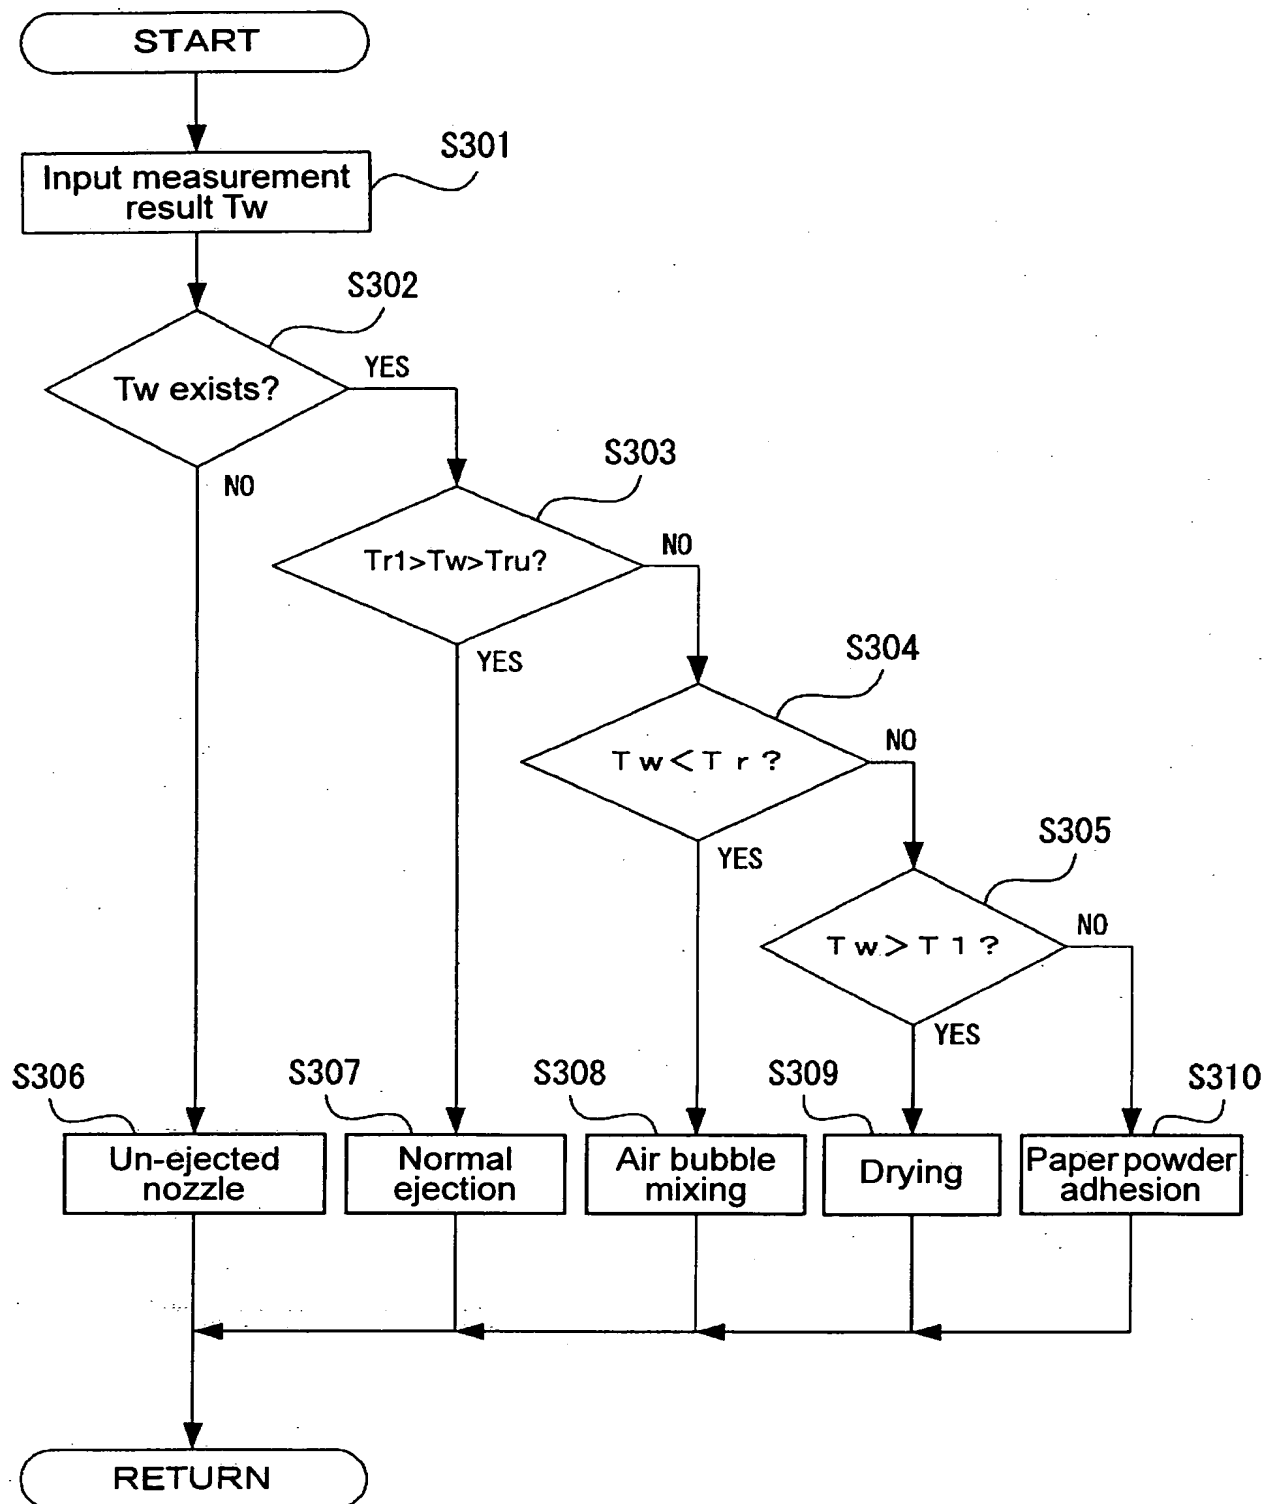 START
S301
Input measurement
result Tw
S302
Tw exists?
YES
NO
S303
Tr1>Tw>Tru?
NO
YES
S304
Tw<Tr?
NO
YES
S305
Tw>T1?
NO
YES
S306
S307
S308
S309
S310
Un-ejected
nozzle
Normal
ejection
Air bubble
mixing
Drying
Paper powder
adhesion
RETURN